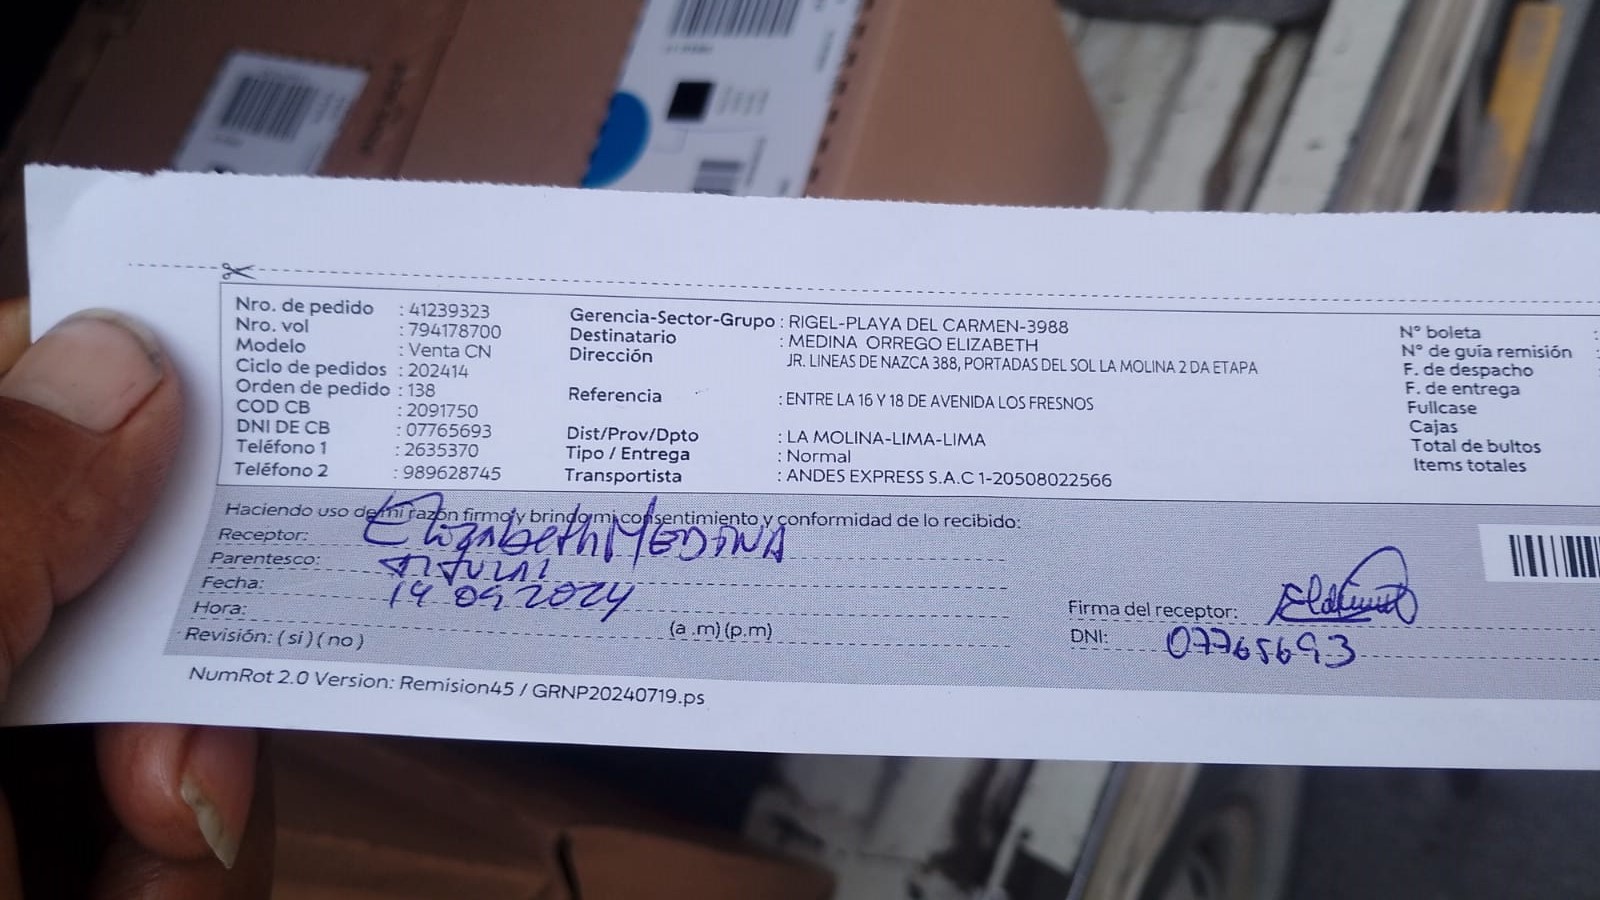 Nro. de pedido : 41239323
Nro. vol : 794178700
Modelo : Venta CN
Ciclo de pedidos : 202414
Orden de pedido : 138
COD CB : 2091750
DNI DE CB : 07765693
Teléfono 1 : 2635370
Teléfono 2 : 989628745
Gerencia-Sector-Grupo : RIGEL-PLAYA DEL CARMEN-3988
Destinatario : MEDINA ORREGO ELIZABETH
Dirección JR. LINEAS DE NAZCA 388, PORTADAS DEL SOL LA MOLINA 2 DA ETAPA
Referencia : ENTRE LA 16 Y 18 DE AVENIDA LOS FRESNOS
Dist/Prov/Dpto : LA MOLINA-LIMA-LIMA
Tipo / Entrega : Normal
Transportista : ANDES EXPRESS S.A.C 1-20508022566
N° boleta :
N° de guía remisión :
F. de despacho
F. de entrega
Fullcase
Cajas
Total de bultos
Items totales
Haciendo uso de mi razón firmo y brindo mi consentimiento y conformidad de lo recibido:
Receptor: Elizabeth MEDINA
Parentesco:
Fecha: 14 09 2024
Hora: (a .m) (p.m)
Revisión: ( si ) ( no )
Firma del receptor:
DNI: 07765693
NumRot 2.0 Version: Remision45 / GRNP20240719.ps